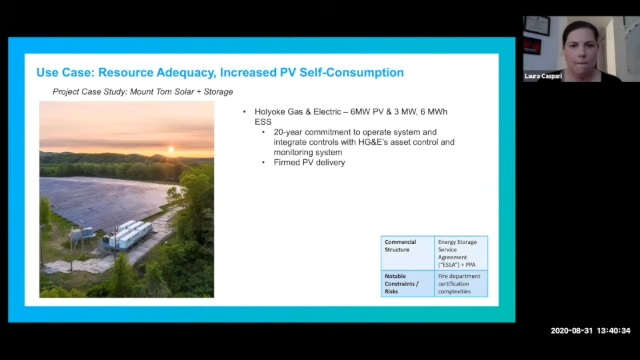 Use Case: Resource Adequacy, Increased PV Self-Consumption
Project Case Study: Mount Tom Solar + Storage
• Holyoke Gas & Electric – 6MW PV & 3 MW, 6 MWh
ESS
• 20-year commitment to operate system and
integrate controls with HG&E's asset control and
monitoring system
• Firmed PV delivery
Commercial
Structure
Energy Storage
Service
Agreement
("ESSA") + PPA
Notable
Constraints /
Risks
Fire department
certification
complexities
Laura Caspari
2020-08-31 13:40:34